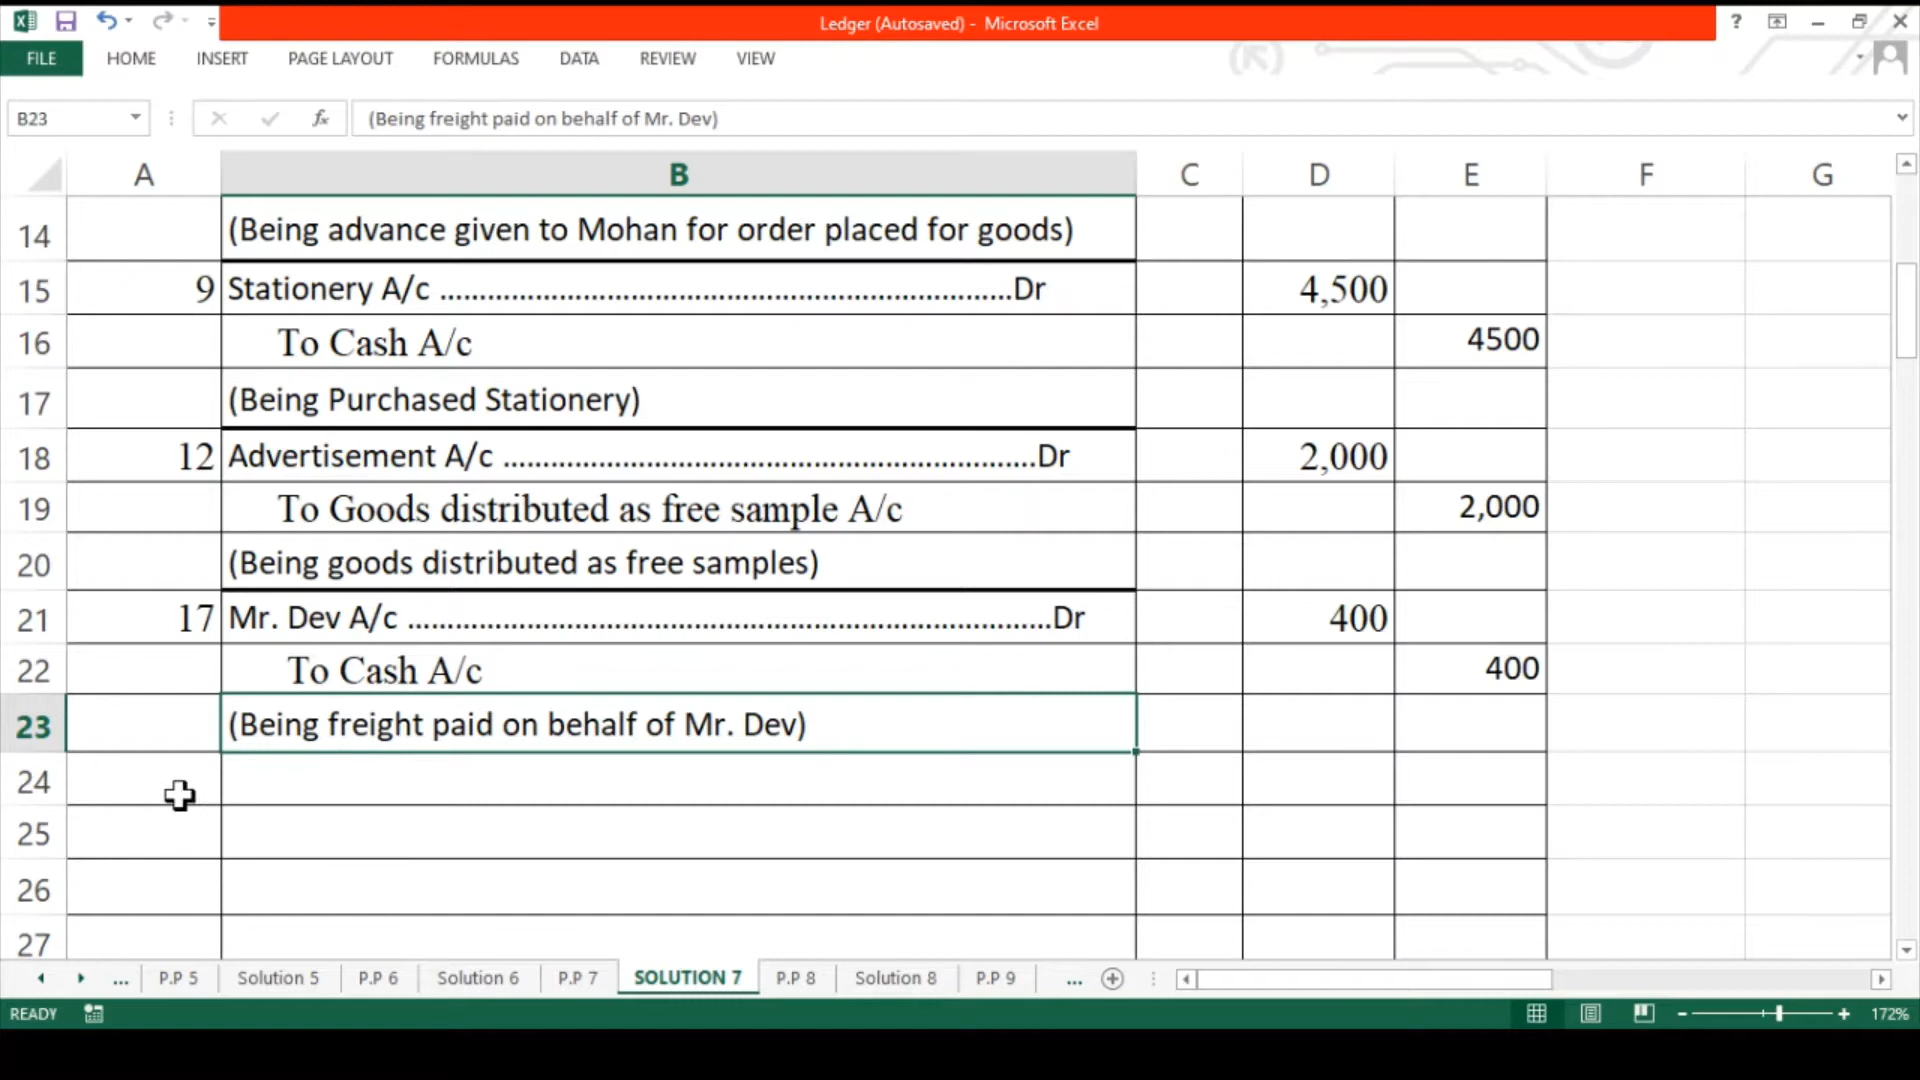 Ledger (Autosaved) - Microsoft Excel
?
FILE HOME INSERT PAGE LAYOUT FORMULAS DATA REVIEW VIEW
B23 fx (Being freight paid on behalf of Mr. Dev)
A B C D E F G
14 (Being advance given to Mohan for order placed for goods)
15 9 Stationery A/c ........................................................................Dr 4,500
16 To Cash A/c 4500
17 (Being Purchased Stationery)
18 12 Advertisement A/c ...................................................................Dr 2,000
19 To Goods distributed as free sample A/c 2,000
20 (Being goods distributed as free samples)
21 17 Mr. Dev A/c .................................................................................Dr 400
22 To Cash A/c 400
23 (Being freight paid on behalf of Mr. Dev)
24
25
26
27
... P.P 5 Solution 5 P.P 6 Solution 6 P.P 7 SOLUTION 7 P.P 8 Solution 8 P.P 9 ...
READY 172%